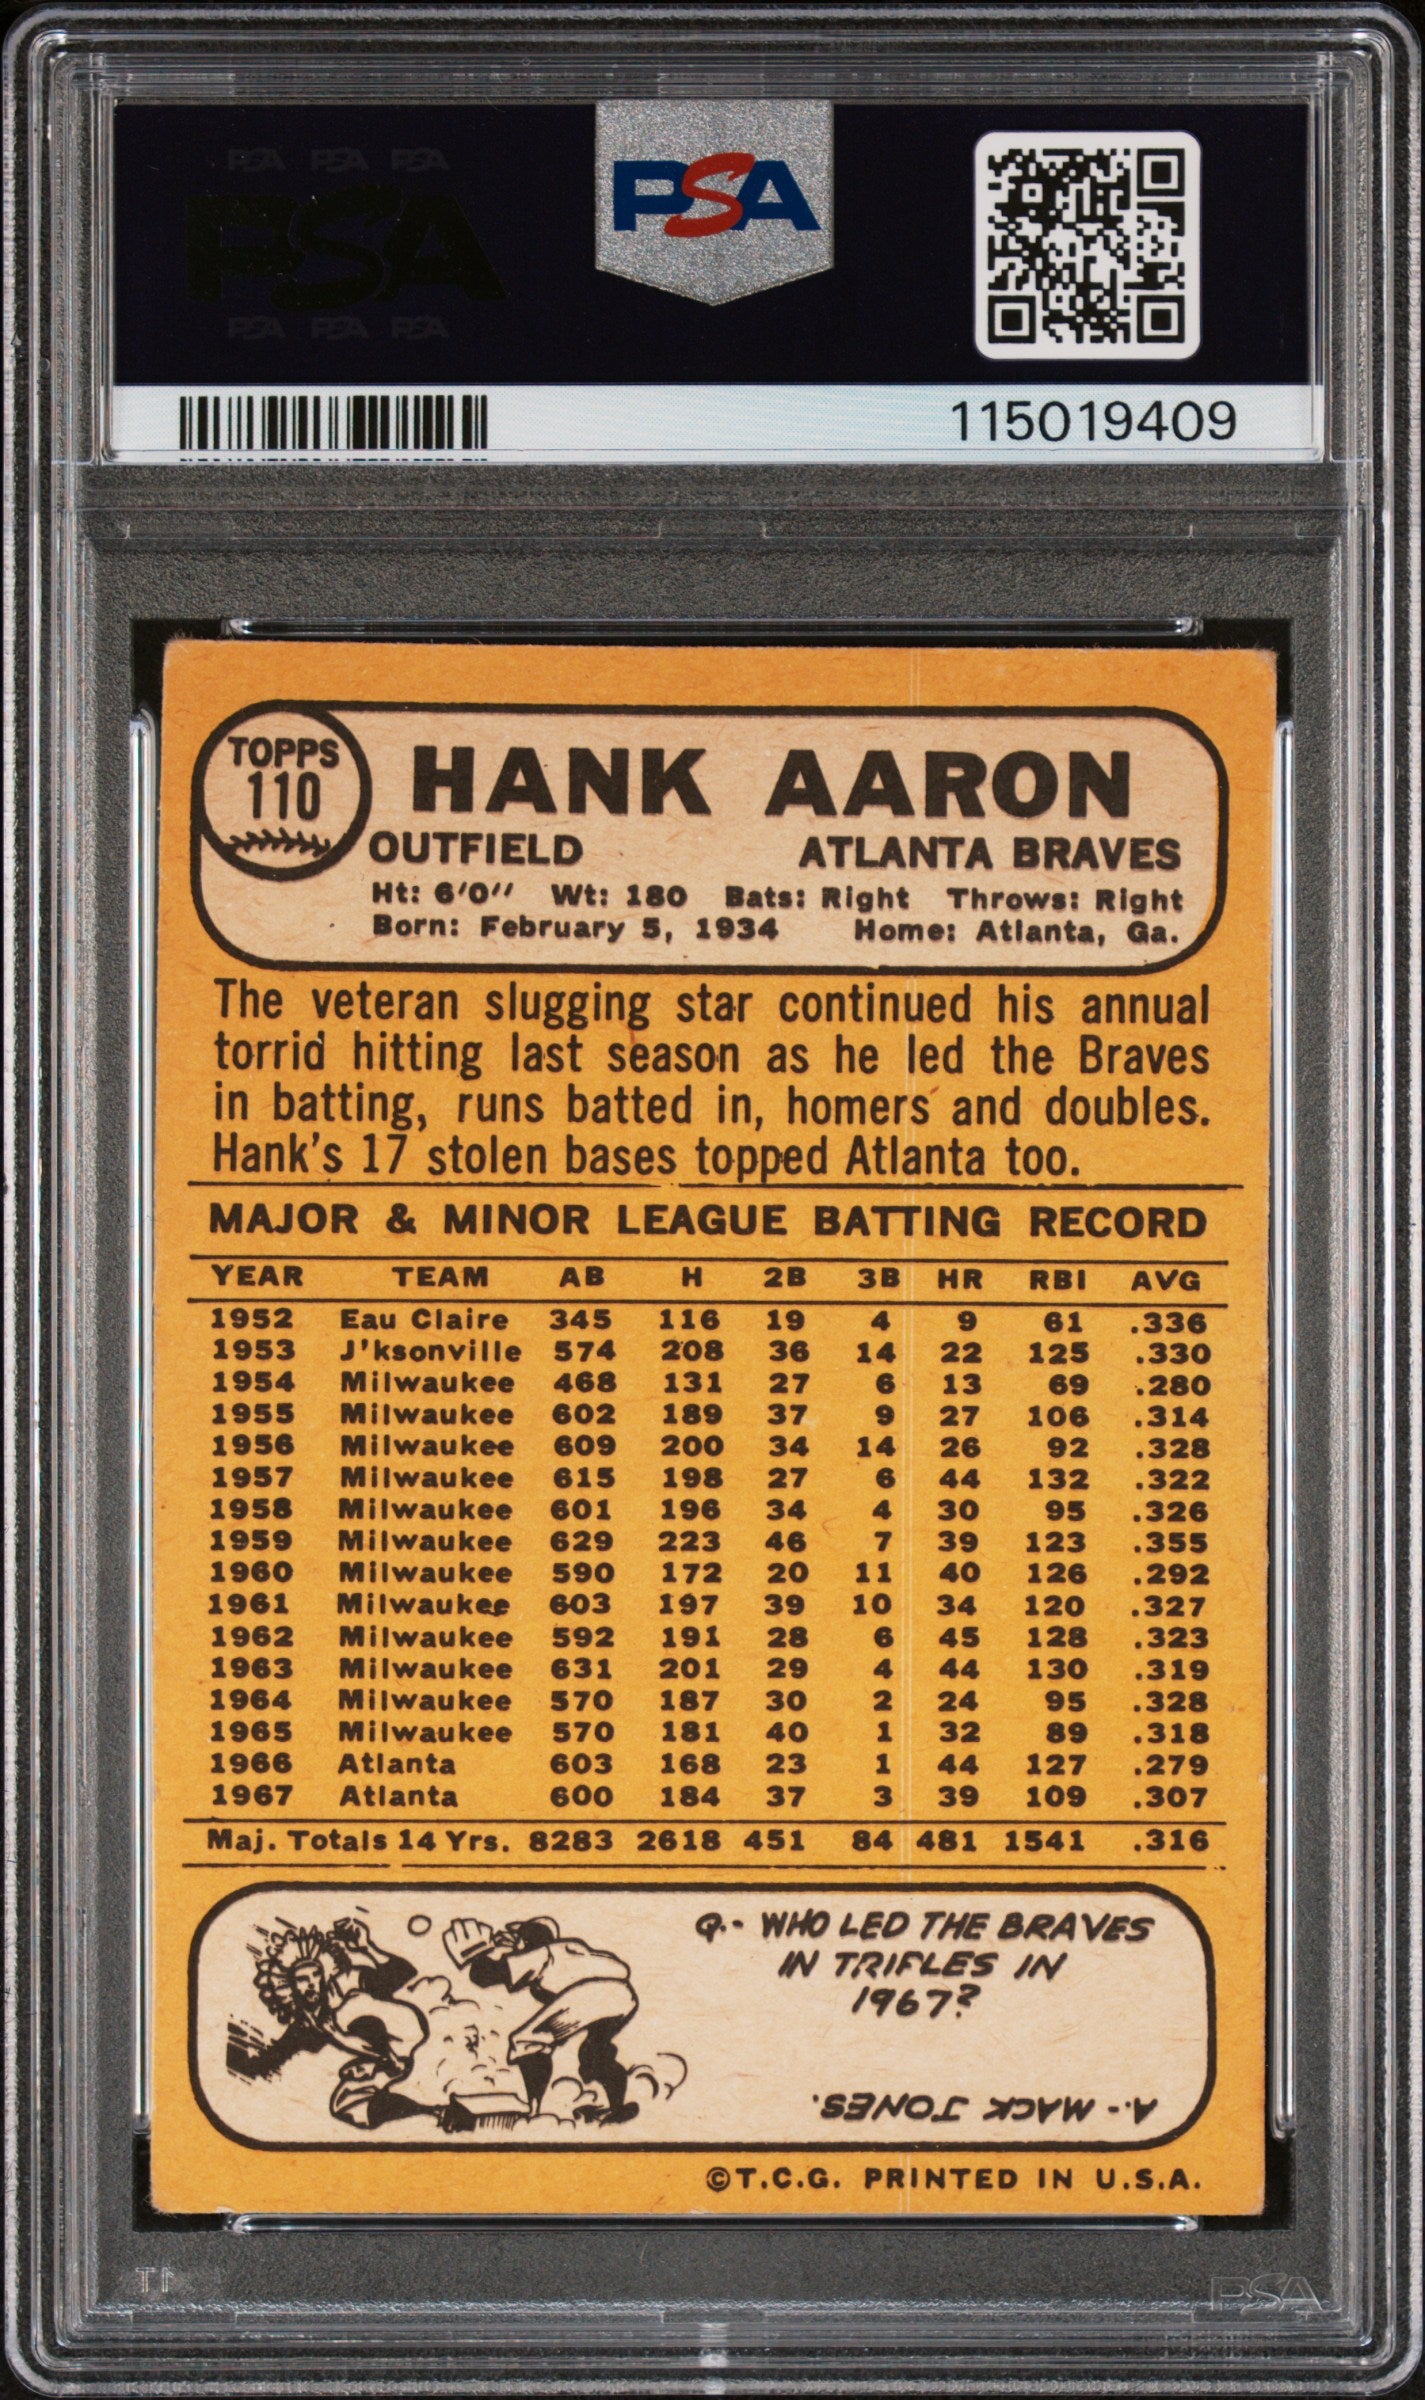 PSA PSA PSA
PSA
PSA PSA PSA
PSA
115019409
TOPPS
110
HANK AARON
OUTFIELD ATLANTA BRAVES
Ht: 6'0'' Wt: 180 Bats: Right Throws: Right
Born: February 5, 1934 Home: Atlanta, Ga.
The veteran slugging star continued his annual
torrid hitting last season as he led the Braves
in batting, runs batted in, homers and doubles.
Hank's 17 stolen bases topped Atlanta too.
MAJOR & MINOR LEAGUE BATTING RECORD
YEAR TEAM AB H 2B 3B HR RBI AVG
1952 Eau Claire 345 116 19 4 9 61 .336
1953 J'ksonville 574 208 36 14 22 125 .330
1954 Milwaukee 468 131 27 6 13 69 .280
1955 Milwaukee 602 189 37 9 27 106 .314
1956 Milwaukee 609 200 34 14 26 92 .328
1957 Milwaukee 615 198 27 6 44 132 .322
1958 Milwaukee 601 196 34 4 30 95 .326
1959 Milwaukee 629 223 46 7 39 123 .355
1960 Milwaukee 590 172 20 11 40 126 .292
1961 Milwaukee 603 197 39 10 34 120 .327
1962 Milwaukee 592 191 28 6 45 128 .323
1963 Milwaukee 631 201 29 4 44 130 .319
1964 Milwaukee 570 187 30 2 24 95 .328
1965 Milwaukee 570 181 40 1 32 89 .318
1966 Atlanta 603 168 23 1 44 127 .279
1967 Atlanta 600 184 37 3 39 109 .307
Maj. Totals 14 Yrs. 8283 2618 451 84 481 1541 .316
Q.- WHO LED THE BRAVES
IN TRIPLES IN
1967?
A.- MACK JONES.
©T.C.G. PRINTED IN U.S.A.
PSA